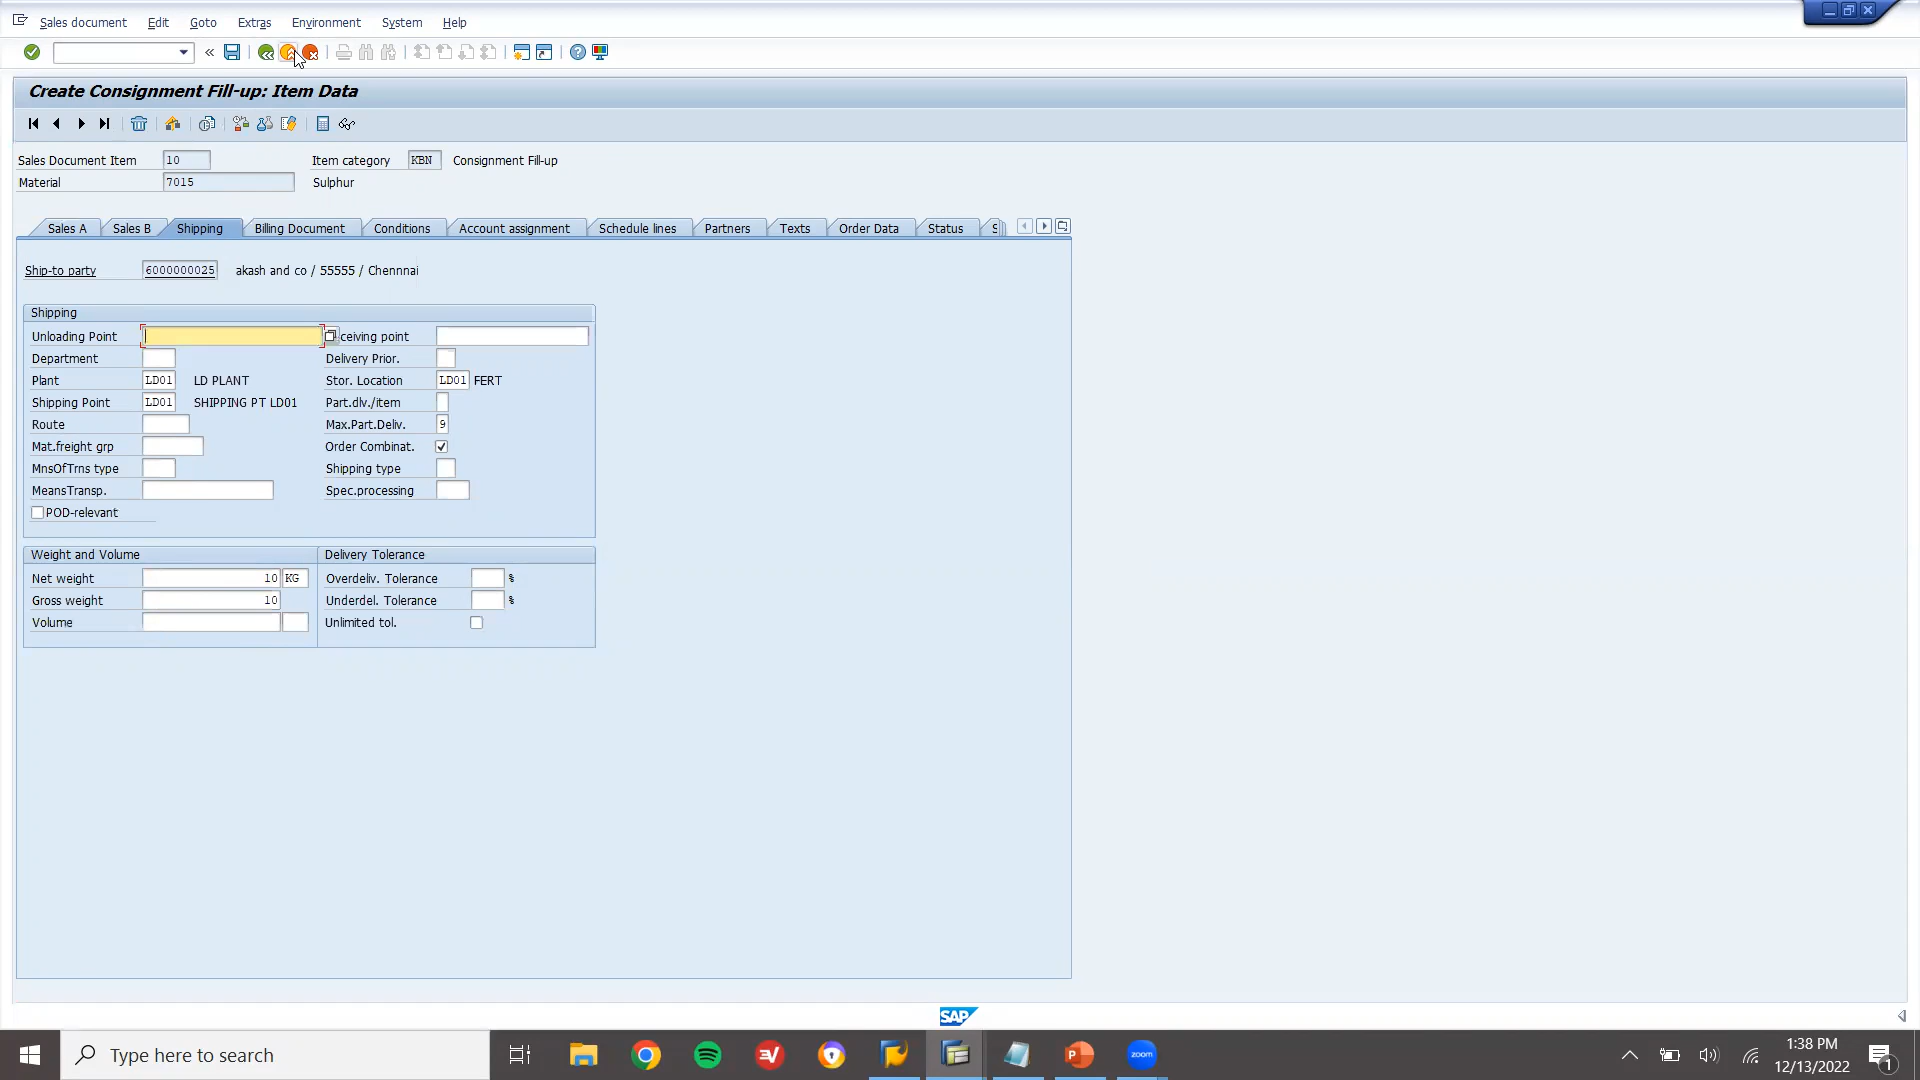 Sales document Edit Goto Extras Environment System Help
Create Consignment Fill-up: Item Data
Sales Document Item 10 Item category KBN Consignment Fill-up
Material 7015 Sulphur
Sales A Sales B Shipping Billing Document Conditions Account assignment Schedule lines Partners Texts Order Data Status S
Ship-to party 6000000025 akash and co / 55555 / Chennnai
Shipping
Unloading Point ceiving point
Department Delivery Prior.
Plant LD01 LD PLANT Stor. Location LD01 FERT
Shipping Point LD01 SHIPPING PT LD01 Part.dlv./item
Route Max.Part.Deliv. 9
Mat.freight grp Order Combinat.
MnsOfTrns type Shipping type
MeansTransp. Spec.processing
POD-relevant
Weight and Volume Delivery Tolerance
Net weight 10 KG Overdeliv. Tolerance %
Gross weight 10 Underdel. Tolerance %
Volume Unlimited tol.
SAP
Type here to search
zoom
1:38 PM
12/13/2022
1